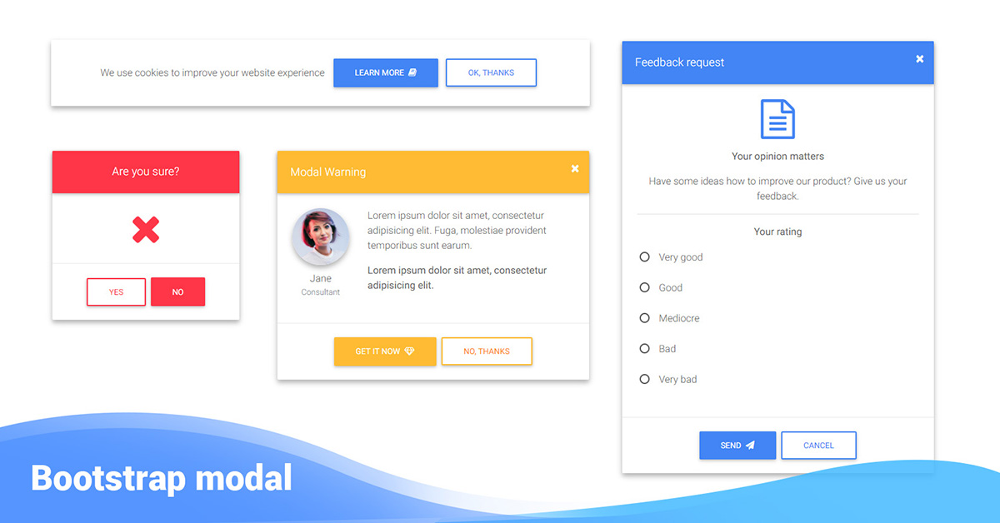 We use cookies to improve your website experience
LEARN MORE
OK, THANKS
Are you sure?
YES
NO
Modal Warning
Jane
Consultant
Lorem ipsum dolor sit amet, consectetur
adipisicing elit. Fuga, molestiae provident
temporibus sunt earum.
Lorem ipsum dolor sit amet, consectetur
adipisicing elit.
GET IT NOW
NO, THANKS
Feedback request
Your opinion matters
Have some ideas how to improve our product? Give us your
feedback.
Your rating
Very good
Good
Mediocre
Bad
Very bad
SEND
CANCEL
Bootstrap modal